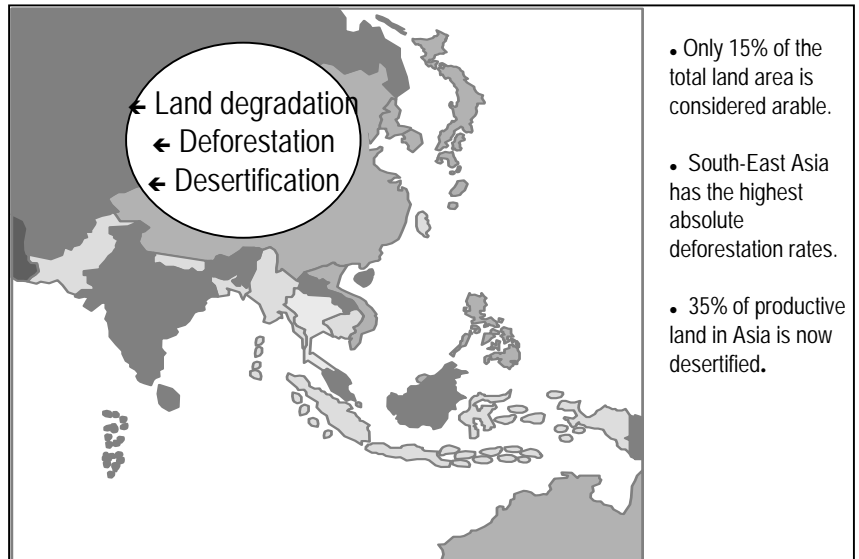 ← Land degradation
← Deforestation
← Desertification
• Only 15% of the
total land area is
considered arable.
• South-East Asia
has the highest
absolute
deforestation rates.
• 35% of productive
land in Asia is now
desertified.